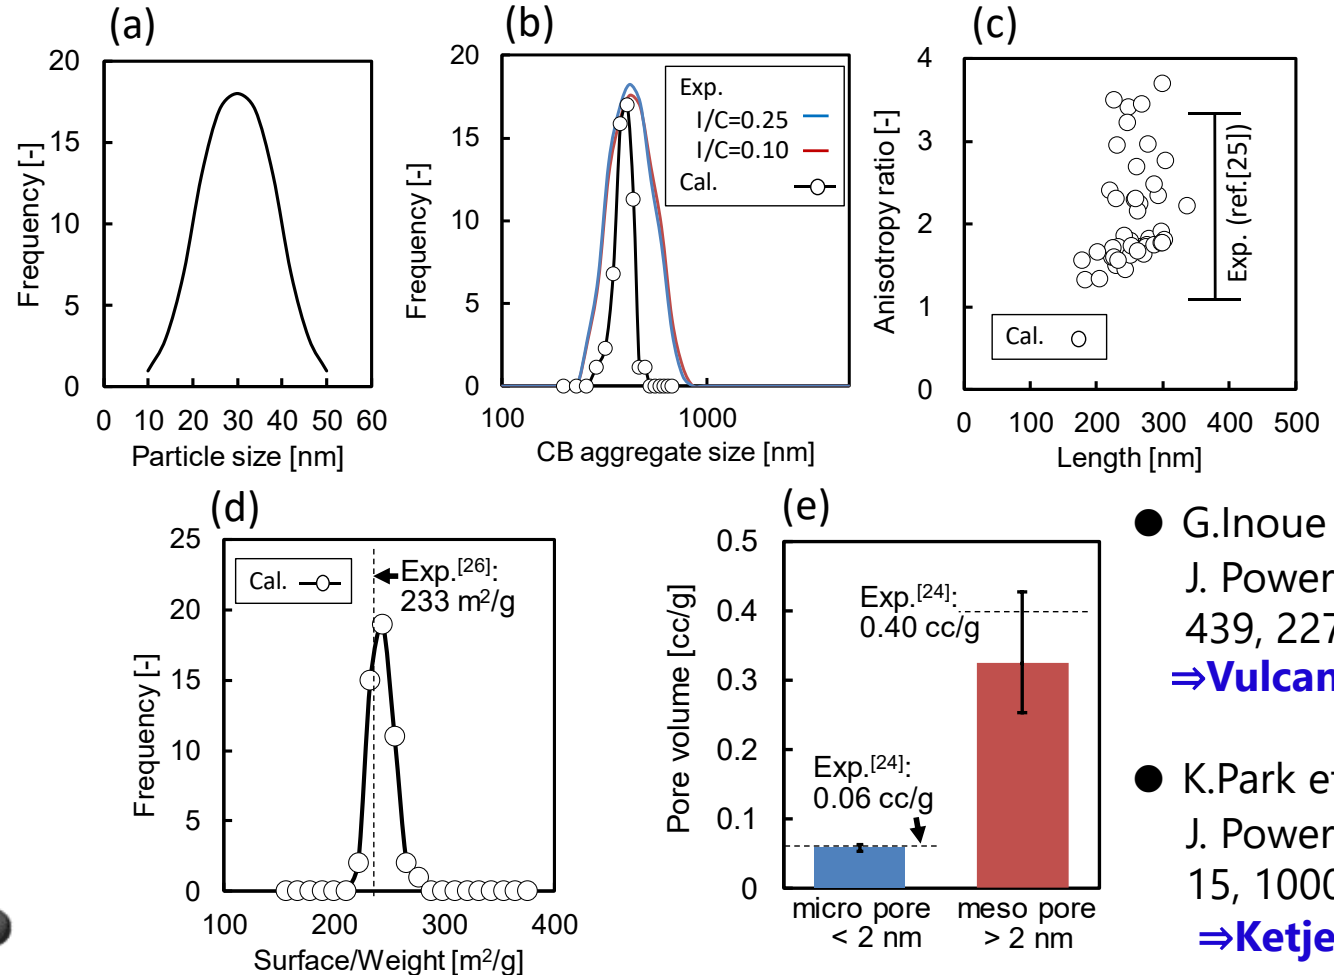 (a)
20
15
10
5
0
Frequency [-]
0 10 20 30 40 50 60
Particle size [nm]
(b)
20
15
10
5
0
Frequency [-]
Exp.
I/C=0.25
I/C=0.10
Cal.
100 1000
CB aggregate size [nm]
(c)
4
3
2
1
0
Anisotropy ratio [-]
Exp. (ref.[25])
Cal.
0 100 200 300 400 500
Length [nm]
(d)
25
20
15
10
5
0
Frequency [-]
Cal.
Exp.[26]:
233 m²/g
100 200 300 400
Surface/Weight [m²/g]
(e)
0.5
0.4
0.3
0.2
0.1
0
Pore volume [cc/g]
Exp.[24]:
0.40 cc/g
Exp.[24]:
0.06 cc/g
micro pore meso pore
< 2 nm > 2 nm
● G.Inoue
J. Power
439, 227
⇒Vulcan
● K.Park et
J. Power
15, 1000
⇒Ketje